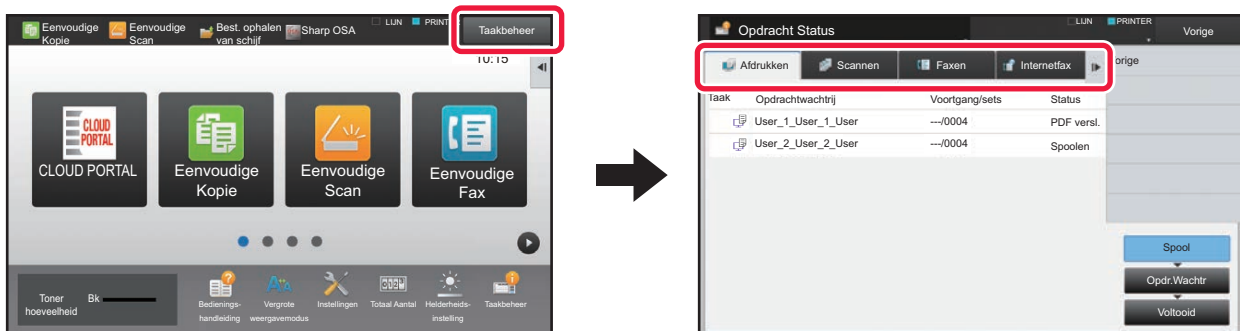 Eenvoudige Kopie
Eenvoudige Scan
Best. ophalen van schijf
Sharp OSA
LIJN
PRINT
Taakbeheer
10:15
CLOUD PORTAL
CLOUD PORTAL
Eenvoudige
Kopie
Eenvoudige
Scan
Eenvoudige
Fax
Toner
hoeveelheid
Bk
Bedienings-
handleiding
Vergrote
weergavemodus
Instellingen
Totaal Aantal
Helderheids-
instelling
Taakbeheer
Opdracht Status
LIJN
PRINTER
Vorige
Afdrukken
Scannen
Faxen
Internetfax
orige
Taak Opdrachtwachtrij Voortgang/sets Status
User_1_User_1_User ---/0004 PDF versl.
User_2_User_2_User ---/0004 Spoolen
Spool
Opdr.Wachtr
Voltooid